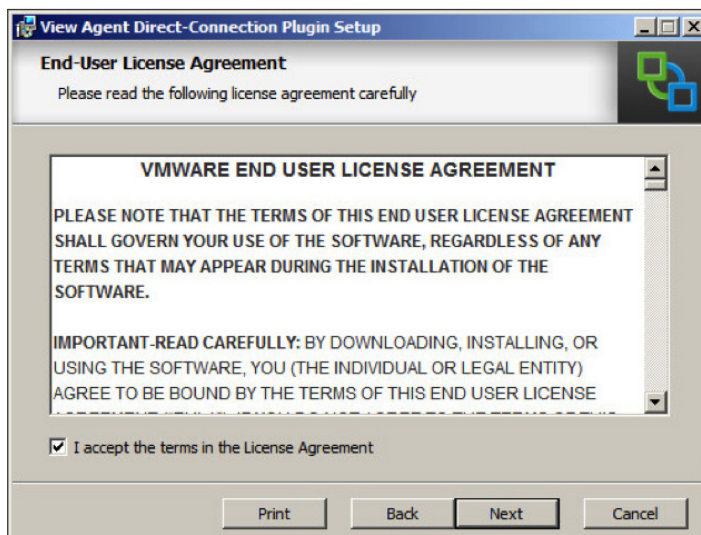 View Agent Direct-Connection Plugin Setup
End-User License Agreement
Please read the following license agreement carefully
VMWARE END USER LICENSE AGREEMENT
PLEASE NOTE THAT THE TERMS OF THIS END USER LICENSE AGREEMENT
SHALL GOVERN YOUR USE OF THE SOFTWARE, REGARDLESS OF ANY
TERMS THAT MAY APPEAR DURING THE INSTALLATION OF THE
SOFTWARE.
IMPORTANT-READ CAREFULLY: BY DOWNLOADING, INSTALLING, OR
USING THE SOFTWARE, YOU (THE INDIVIDUAL OR LEGAL ENTITY)
AGREE TO BE BOUND BY THE TERMS OF THIS END USER LICENSE
I accept the terms in the License Agreement
Print Back Next Cancel